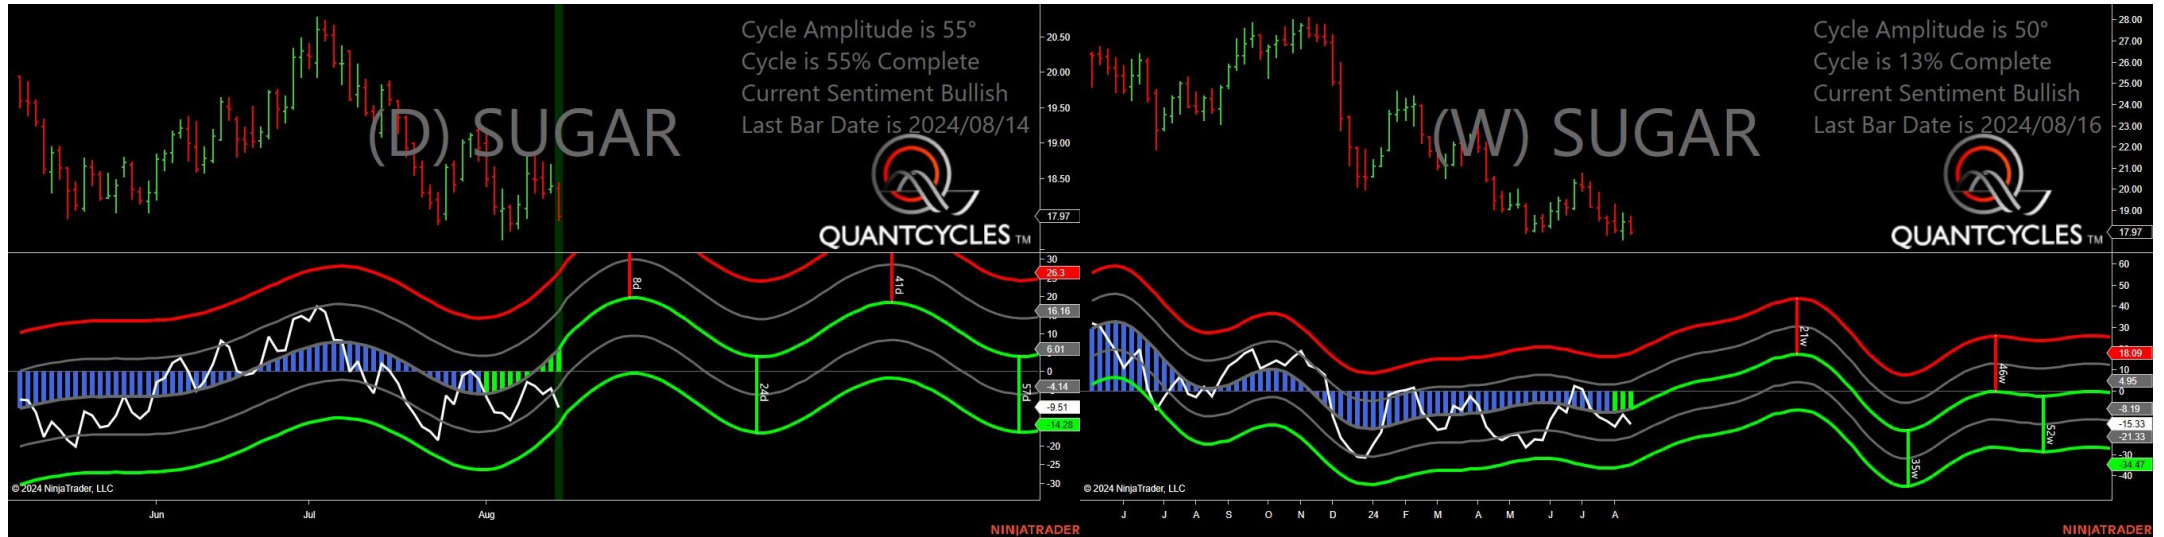 Cycle Amplitude is 55°
Cycle is 55% Complete
Current Sentiment Bullish
Last Bar Date is 2024/08/14
(D) SUGAR
QUANTCYCLES TM
20.50
20.00
19.50
19.00
18.50
17.97
30
26.3
20
16.16
10
6.01
0
-4.14
-9.51
-14.28
-20
-25
-30
8d
24d
41d
57d
© 2024 NinjaTrader, LLC
Jun
Jul
Aug
NINJATRADER
Cycle Amplitude is 50°
Cycle is 13% Complete
Current Sentiment Bullish
Last Bar Date is 2024/08/16
(W) SUGAR
QUANTCYCLES TM
28.00
27.00
26.00
25.00
24.00
23.00
22.00
21.00
20.00
19.00
17.97
60
50
40
30
18.09
4.95
0
-8.19
-15.33
-21.33
-30
-34.47
-40
21w
35w
46w
52w
© 2024 NinjaTrader, LLC
J
J
A
S
O
N
D
24
F
M
A
M
J
J
A
NINJATRADER